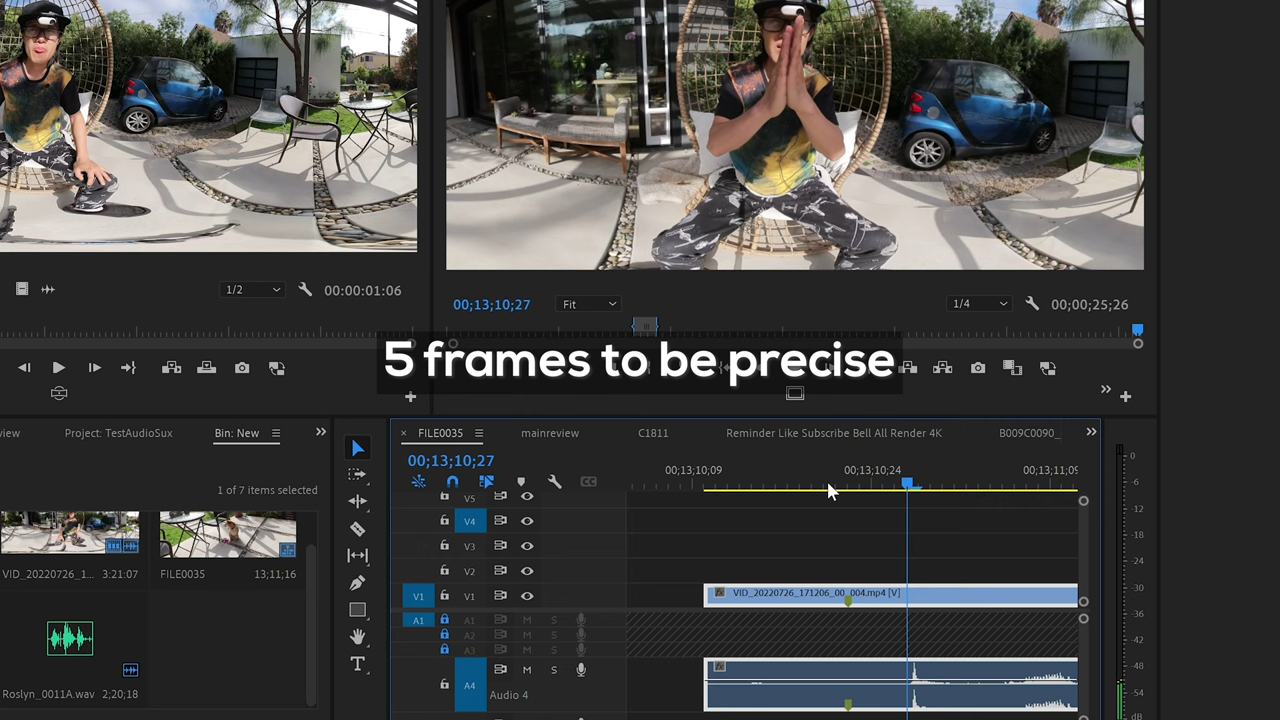 1/2
00:00:01:06
00;13;10;27
Fit
1/4
00;00;25;26
5 frames to be precise
view
Project: TestAudioSux
Bin: New
1 of 7 items selected
VID_20220726_1...
3:21:07
FILE0035
13;11;16
Roslyn_0011A.wav
2;20;18
× FILE0035
mainreview
C1811
Reminder Like Subscribe Bell All Render 4K
B009C0090_
00;13;10;27
00;13;10;09
00;13;10;24
00;13;11;09
V5
V4
V3
V2
V1
V1
VID_20220726_171206_00_004.mp4 [V]
A1
A1
M
S
A2
M
S
A3
M
S
A4
M
S
Audio 4
T
0
-6
-12
-18
-24
-30
-36
-42
-48
-54
dB